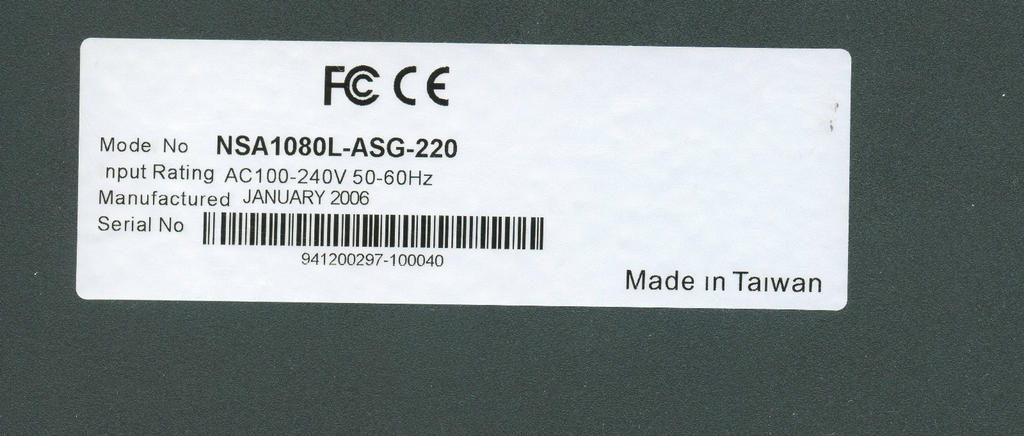 FC CE
Mode No NSA1080L-ASG-220
nput Rating AC100-240V 50-60Hz
Manufactured JANUARY 2006
Serial No
941200297-100040
Made in Taiwan